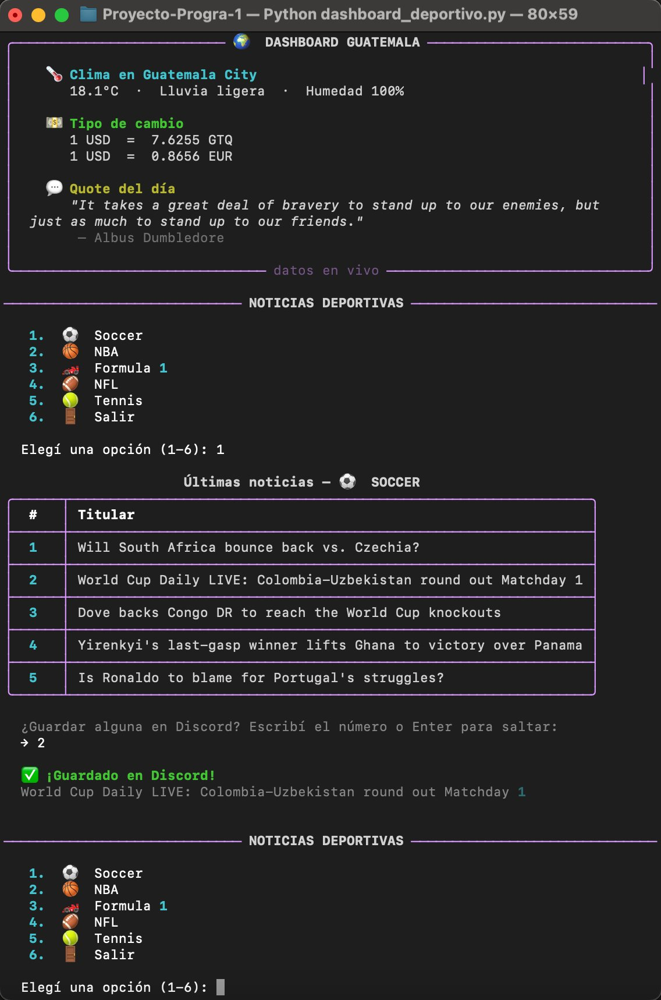 Proyecto-Progra-1 — Python dashboard_deportivo.py — 80×59
🌍 DASHBOARD GUATEMALA
🌡️ Clima en Guatemala City
18.1°C · Lluvia ligera · Humedad 100%
💵 Tipo de cambio
1 USD = 7.6255 GTQ
1 USD = 0.8656 EUR
💬 Quote del día
"It takes a great deal of bravery to stand up to our enemies, but
just as much to stand up to our friends."
— Albus Dumbledore
datos en vivo
NOTICIAS DEPORTIVAS
1. ⚽ Soccer
2. 🏀 NBA
3. 🏎️ Formula 1
4. 🏈 NFL
5. 🎾 Tennis
6. 🚪 Salir
Elegí una opción (1-6): 1
Últimas noticias — ⚽ SOCCER
# Titular
1 Will South Africa bounce back vs. Czechia?
2 World Cup Daily LIVE: Colombia-Uzbekistan round out Matchday 1
3 Dove backs Congo DR to reach the World Cup knockouts
4 Yirenkyi's last-gasp winner lifts Ghana to victory over Panama
5 Is Ronaldo to blame for Portugal's struggles?
¿Guardar alguna en Discord? Escribí el número o Enter para saltar:
→ 2
✅ ¡Guardado en Discord!
World Cup Daily LIVE: Colombia-Uzbekistan round out Matchday 1
NOTICIAS DEPORTIVAS
1. ⚽ Soccer
2. 🏀 NBA
3. 🏎️ Formula 1
4. 🏈 NFL
5. 🎾 Tennis
6. 🚪 Salir
Elegí una opción (1-6):